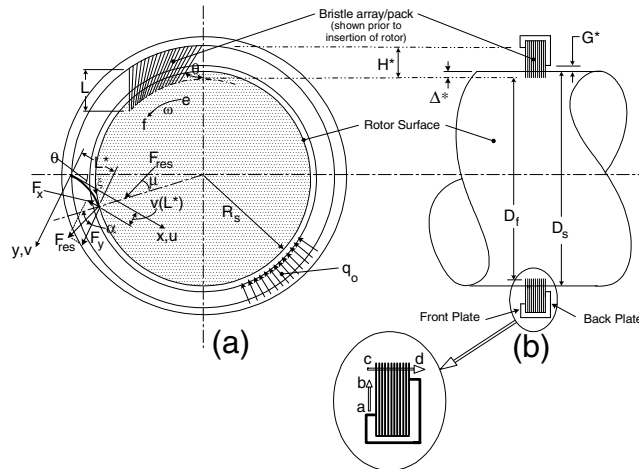 Bristle array/pack
(shown prior to
insertion of rotor)
G*
H*
Δ*
L
θ
e
ω
f
Rotor Surface
θ
L*
F_res
ξ
μ
F_x
v(L*)
R_s
D_f
D_s
y,v
F_res
F_y
α
x,u
q_o
Front Plate
Back Plate
(a)
(b)
c
d
b
a